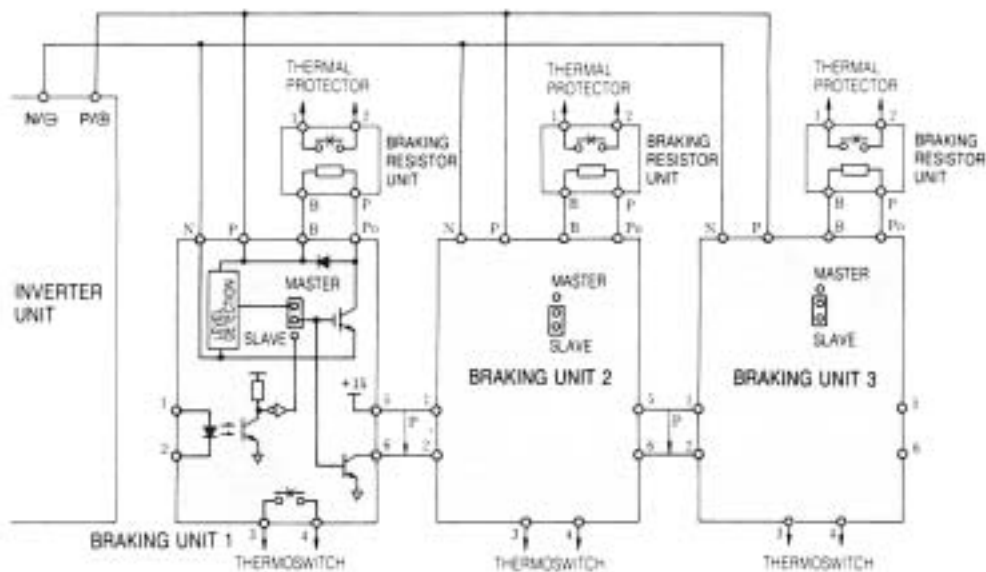 THERMAL
PROTECTOR
THERMAL
PROTECTOR
THERMAL
PROTECTOR
N/⊖
P/⊕
1
2
BRAKING
RESISTOR
UNIT
1
2
BRAKING
RESISTOR
UNIT
1
2
BRAKING
RESISTOR
UNIT
B
P
B
P
B
P
N
P
B
Po
N
P
B
Po
N
P
B
Po
INVERTER
UNIT
LEVEL
DETECTION
MASTER
SLAVE
MASTER
SLAVE
MASTER
SLAVE
BRAKING UNIT 2
BRAKING UNIT 3
1
2
5
6
P
1
2
5
6
P
1
2
5
6
3
4
3
4
3
4
BRAKING UNIT 1
THERMOSWITCH
THERMOSWITCH
THERMOSWITCH